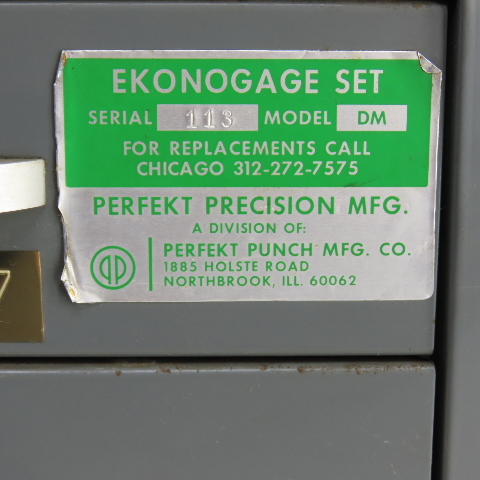 EKONOGAGE SET
SERIAL 113 MODEL DM
FOR REPLACEMENTS CALL
CHICAGO 312-272-7575
PERFEKT PRECISION MFG.
A DIVISION OF:
PERFEKT PUNCH MFG. CO.
1885 HOLSTE ROAD
NORTHBROOK, ILL. 60062
7